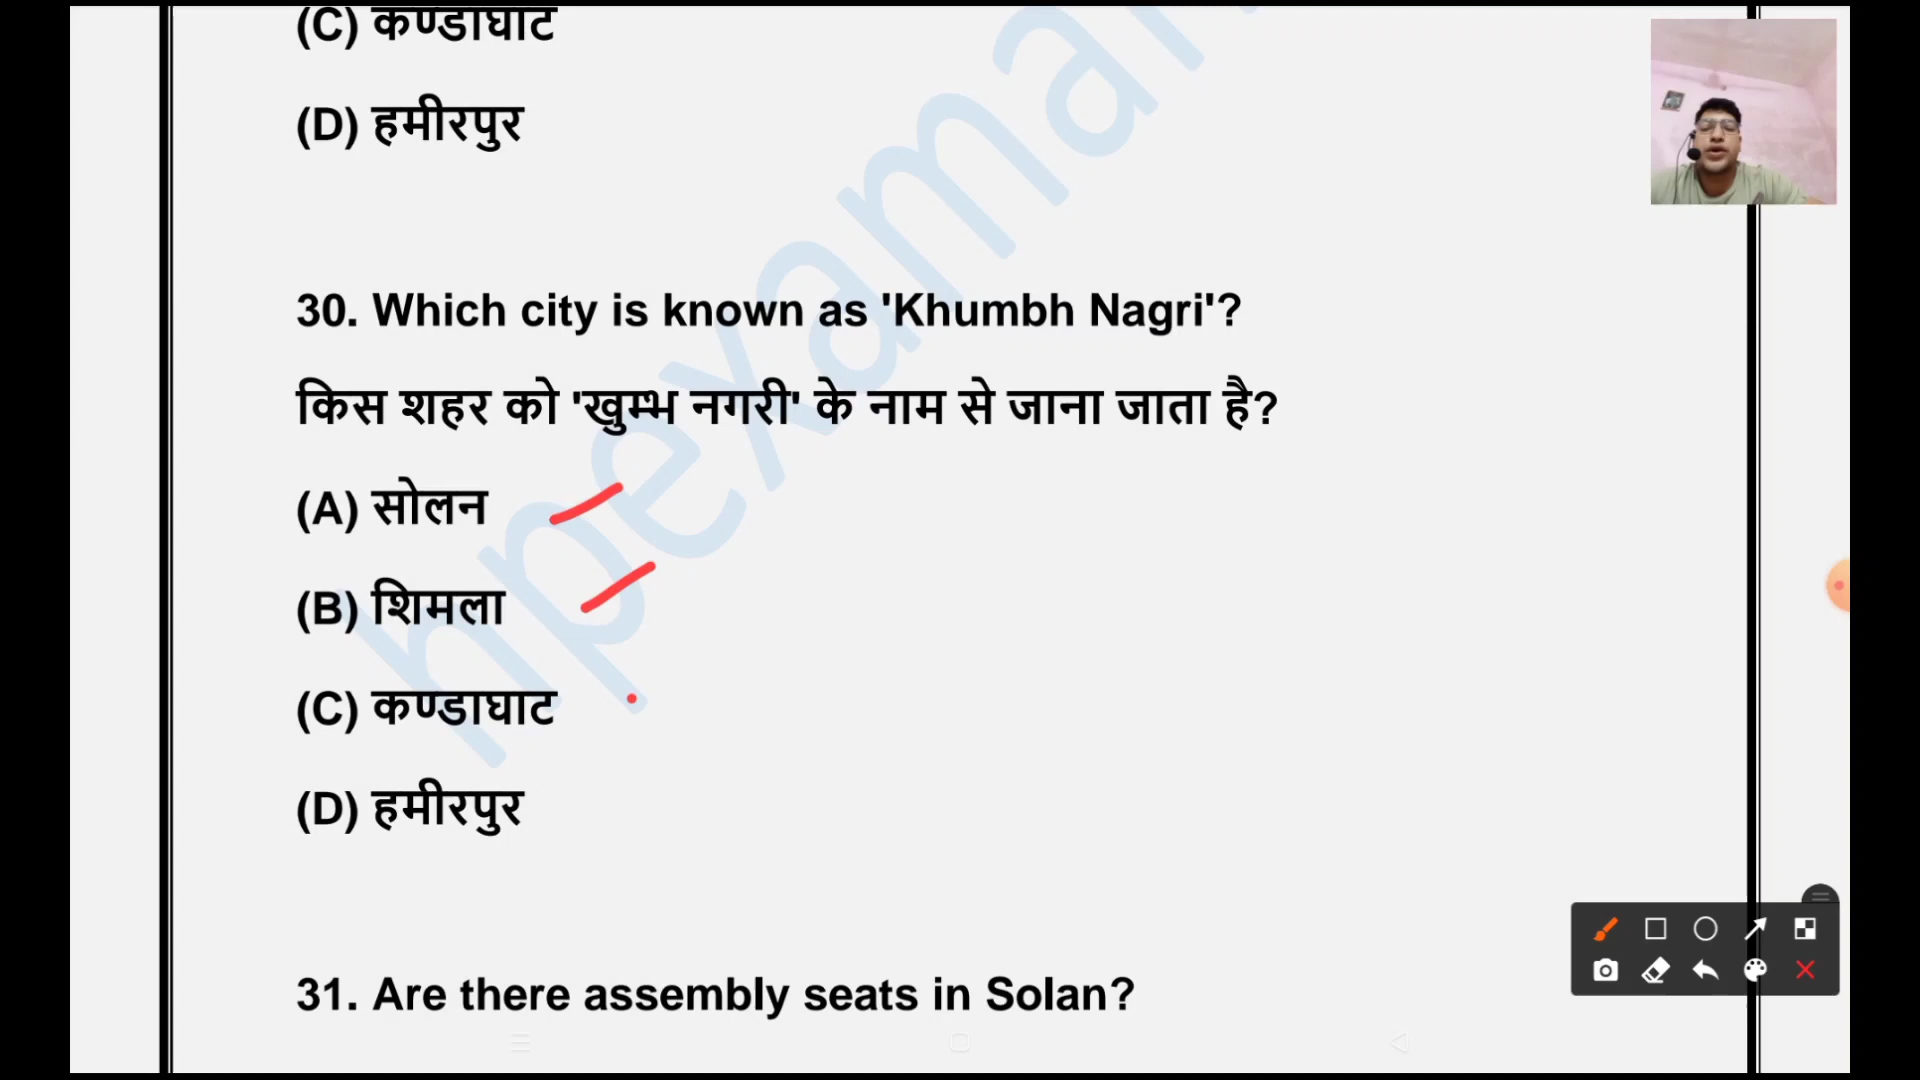 (C) कण्डाघाट
(D) हमीरपुर
30. Which city is known as 'Khumbh Nagri'?
किस शहर को 'खुम्भ नगरी' के नाम से जाना जाता है?
(A) सोलन
(B) शिमला
(C) कण्डाघाट
(D) हमीरपुर
31. Are there assembly seats in Solan?